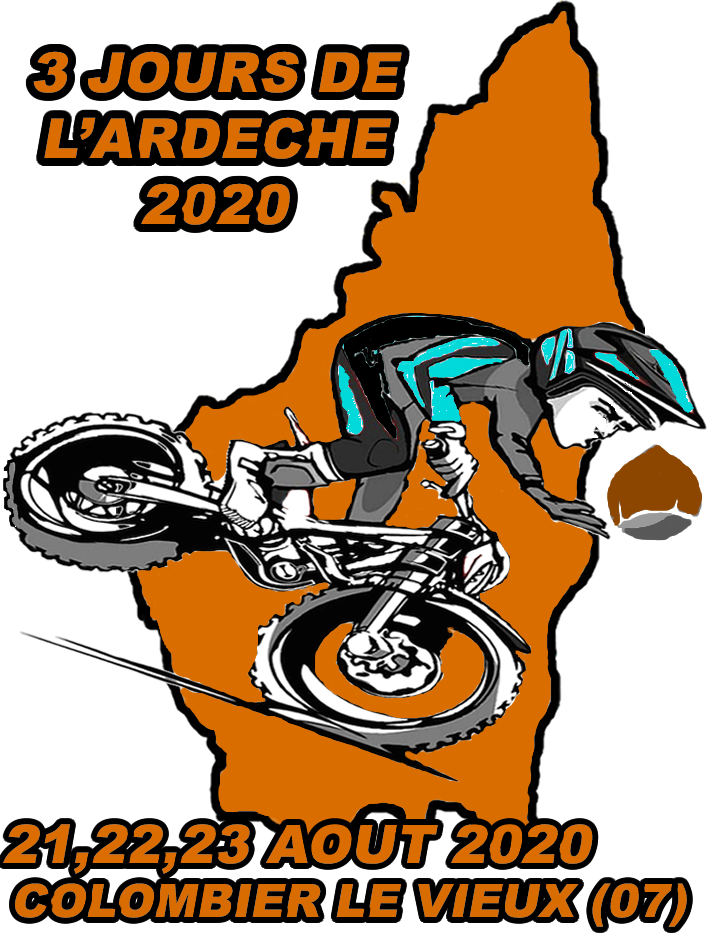 3 JOURS DE
L'ARDECHE
2020
21,22,23 AOUT 2020
COLOMBIER LE VIEUX (07)